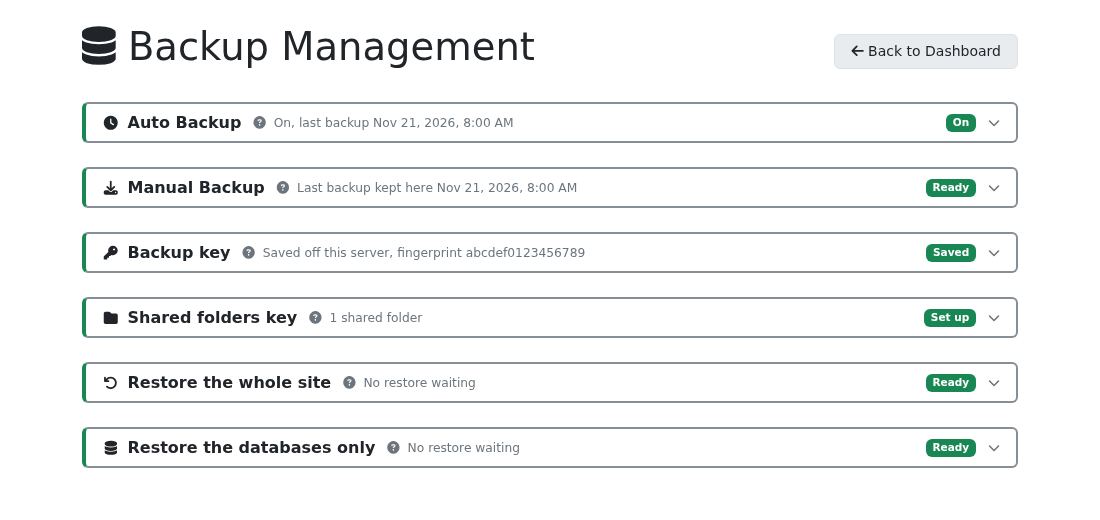 Backup Management
← Back to Dashboard
Auto Backup ? On, last backup Nov 21, 2026, 8:00 AM On
Manual Backup ? Last backup kept here Nov 21, 2026, 8:00 AM Ready
Backup key ? Saved off this server, fingerprint abcdef0123456789 Saved
Shared folders key ? 1 shared folder Set up
Restore the whole site ? No restore waiting Ready
Restore the databases only ? No restore waiting Ready